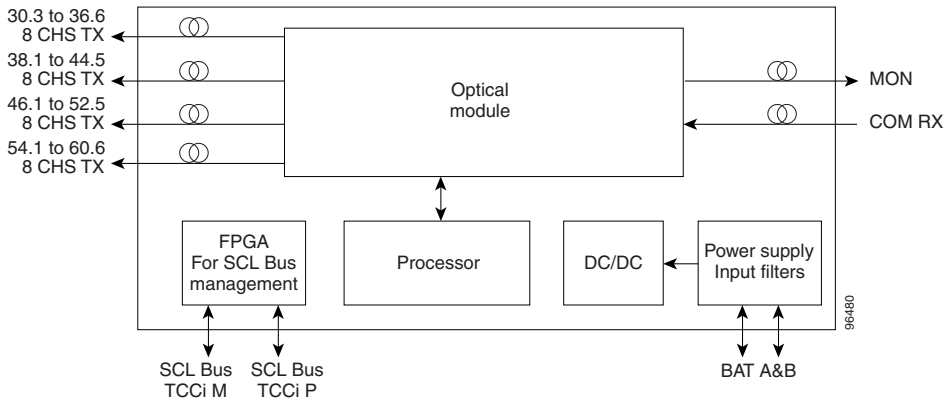 30.3 to 36.6
8 CHS TX
38.1 to 44.5
8 CHS TX
46.1 to 52.5
8 CHS TX
54.1 to 60.6
8 CHS TX
Optical
module
MON
COM RX
FPGA
For SCL Bus
management
Processor
DC/DC
Power supply
Input filters
96480
SCL Bus
TCCi M
SCL Bus
TCCi P
BAT A&B